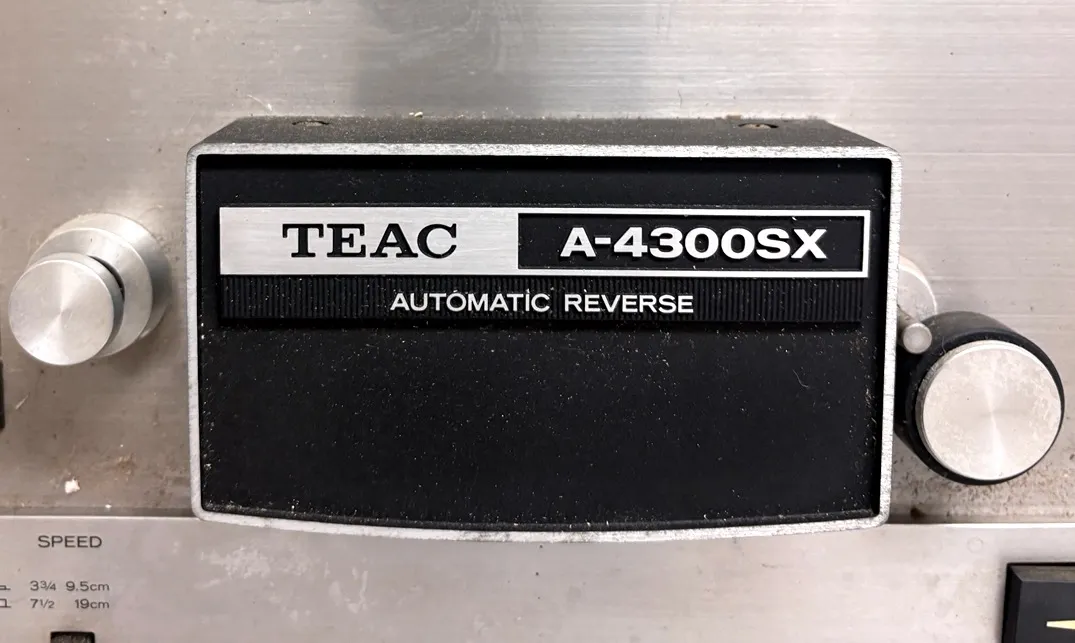 TEAC A-4300SX
AUTOMATIC REVERSE
SPEED
3¾ 9.5cm
7½ 19cm